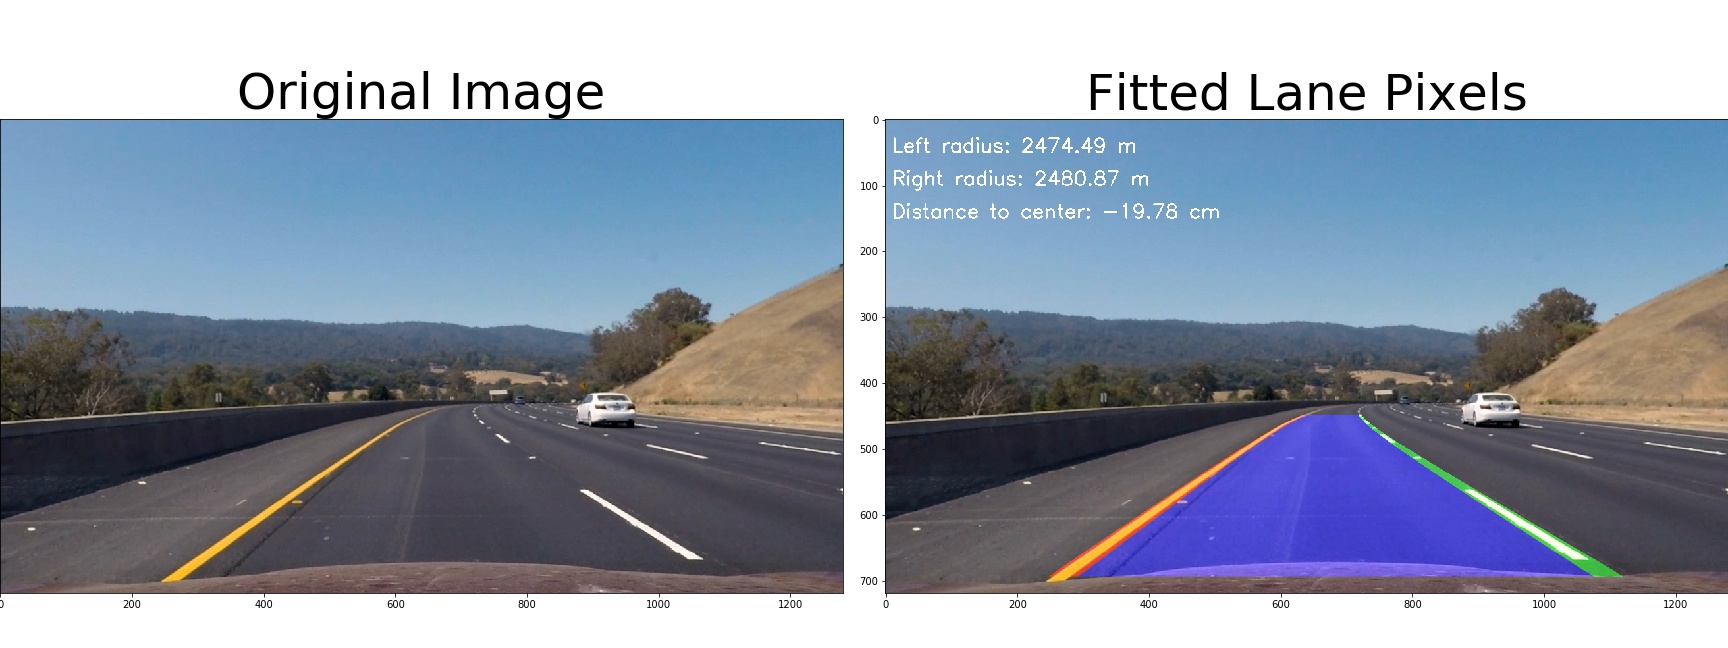 Original Image
Fitted Lane Pixels
Left radius: 2474.49 m
Right radius: 2480.87 m
Distance to center: -19.78 cm
0
100
200
300
400
500
600
700
0 200 400 600 800 1000 1200
0 200 400 600 800 1000 1200